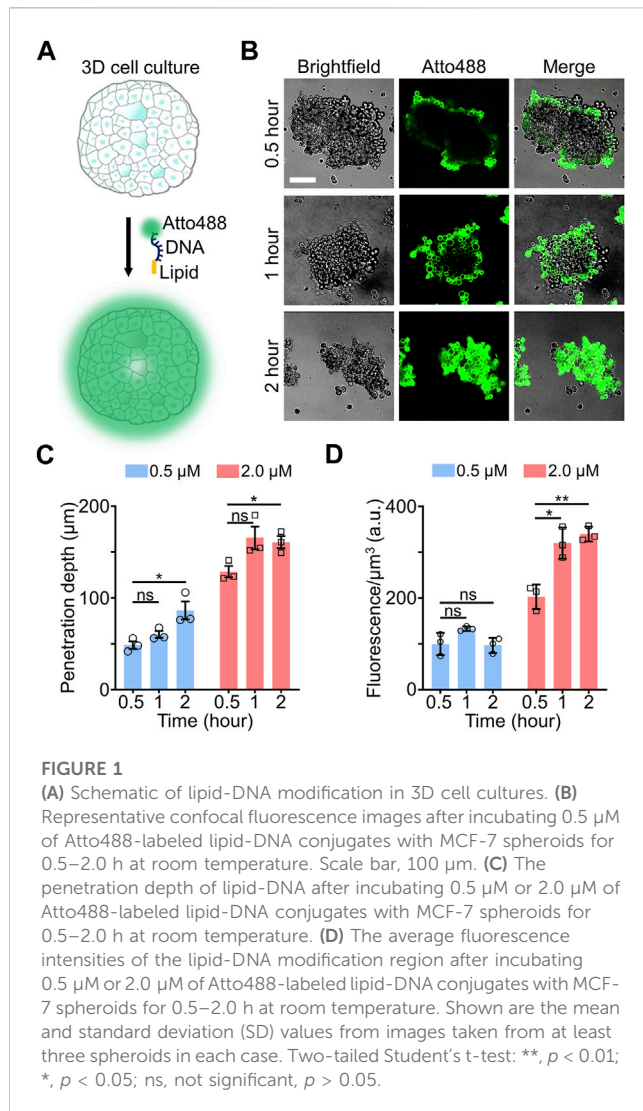 A
3D cell culture
Atto488
DNA
Lipid
B
Brightfield Atto488 Merge
0.5 hour
1 hour
2 hour
C
0.5 μM 2.0 μM
Penetration depth (μm)
200
100
0
ns
*
ns
*
0.5 1 2 0.5 1 2
Time (hour)
D
0.5 μM 2.0 μM
Fluorescence/μm³ (a.u.)
400
200
0
ns
ns
*
**
0.5 1 2 0.5 1 2
Time (hour)
FIGURE 1
(A) Schematic of lipid-DNA modification in 3D cell cultures. (B)
Representative confocal fluorescence images after incubating 0.5 μM
of Atto488-labeled lipid-DNA conjugates with MCF-7 spheroids for
0.5–2.0 h at room temperature. Scale bar, 100 μm. (C) The
penetration depth of lipid-DNA after incubating 0.5 μM or 2.0 μM of
Atto488-labeled lipid-DNA conjugates with MCF-7 spheroids for
0.5–2.0 h at room temperature. (D) The average fluorescence
intensities of the lipid-DNA modification region after incubating
0.5 μM or 2.0 μM of Atto488-labeled lipid-DNA conjugates with MCF-
7 spheroids for 0.5–2.0 h at room temperature. Shown are the mean
and standard deviation (SD) values from images taken from at least
three spheroids in each case. Two-tailed Student's t-test: **, p < 0.01;
*, p < 0.05; ns, not significant, p > 0.05.